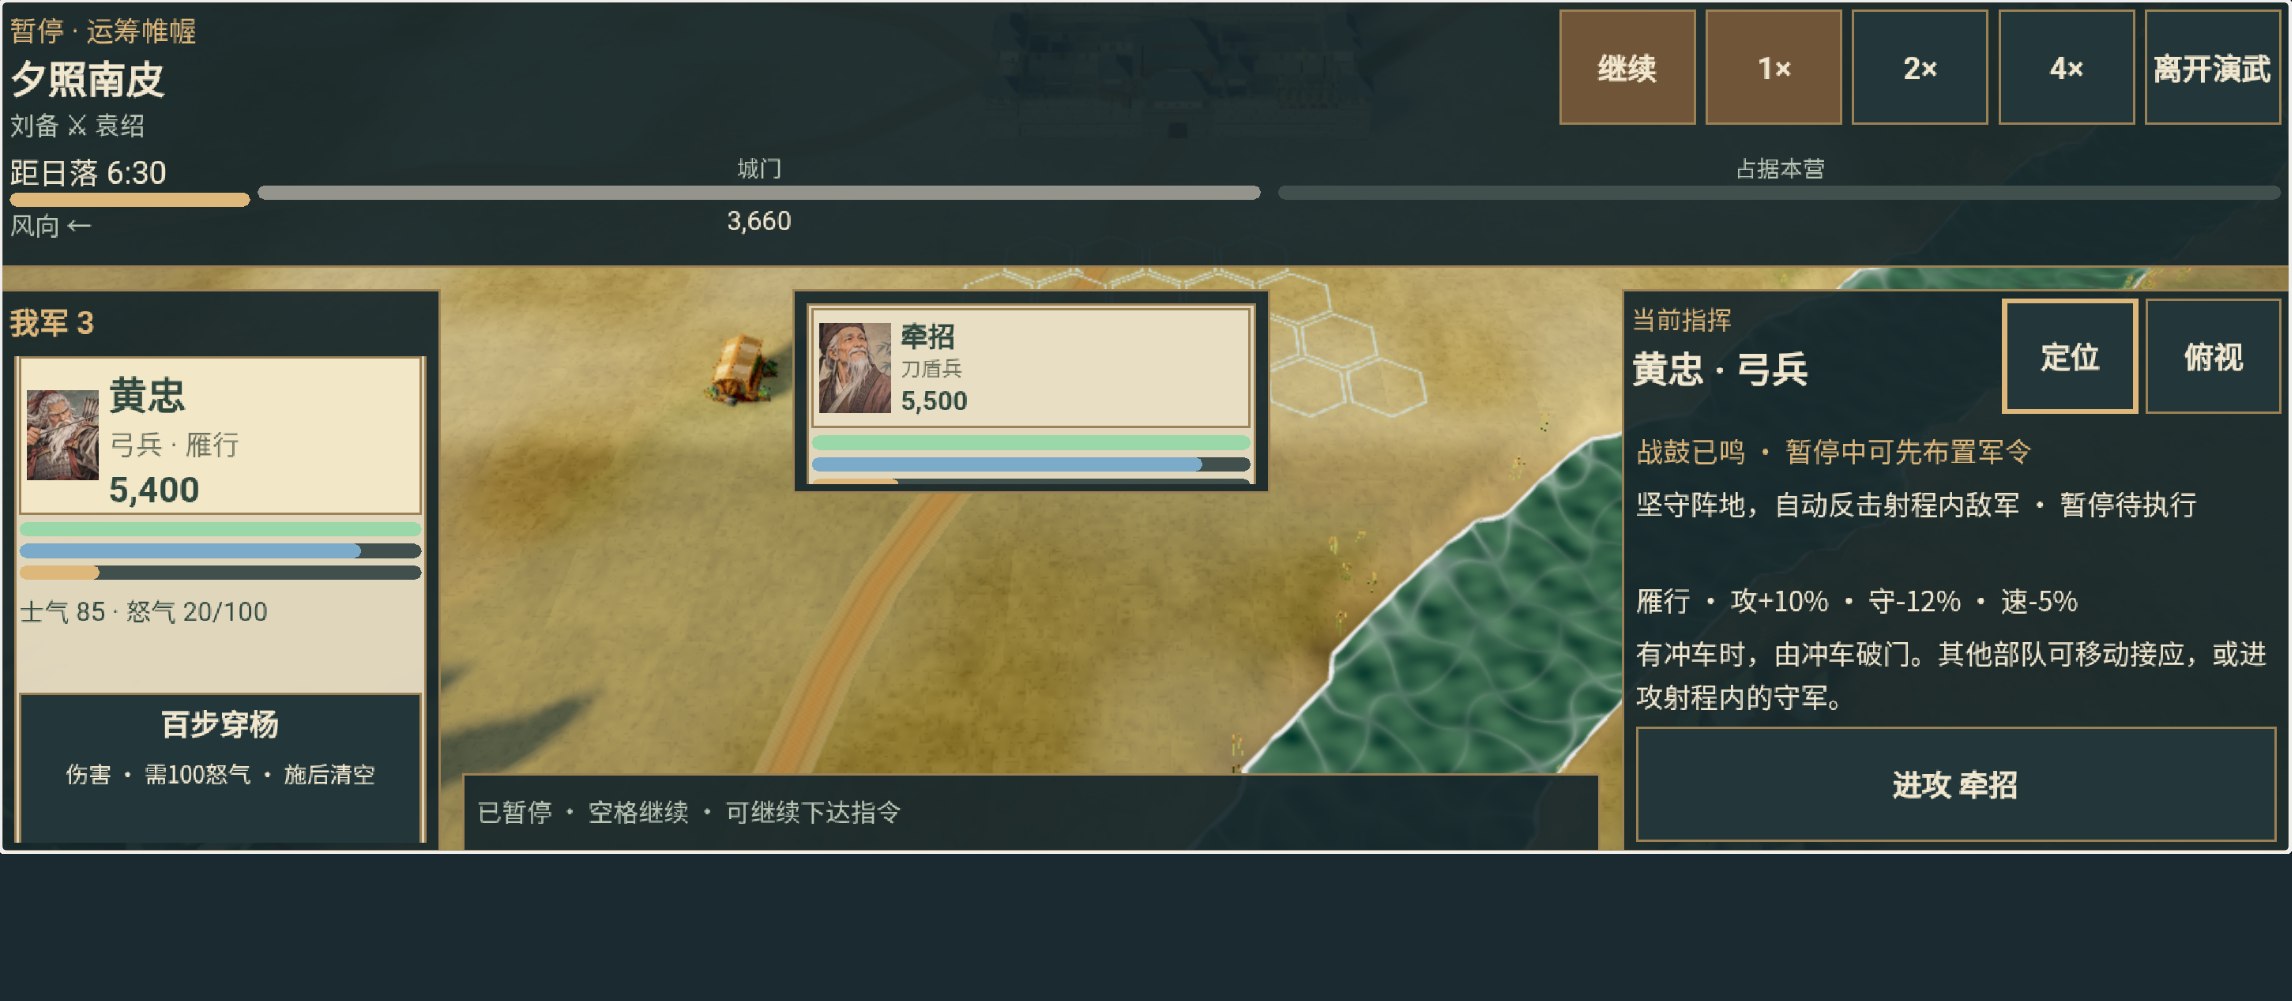 暂停 · 运筹帷幄
夕照南皮
刘备 ⚔ 袁绍
距日落 6:30
风向 ←
城门
3,660
占据本营
继续
1×
2×
4×
离开演武
我军 3
黄忠
弓兵 · 雁行
5,400
士气 85 · 怒气 20/100
百步穿杨
伤害 • 需100怒气 • 施后清空
牵招
刀盾兵
5,500
已暂停 • 空格继续 • 可继续下达指令
当前指挥
黄忠 · 弓兵
定位
俯视
战鼓已鸣 • 暂停中可先布置军令
坚守阵地，自动反击射程内敌军 • 暂停待执行
雁行 • 攻+10% • 守-12% • 速-5%
有冲车时，由冲车破门。其他部队可移动接应，或进
攻射程内的守军。
进攻 牵招